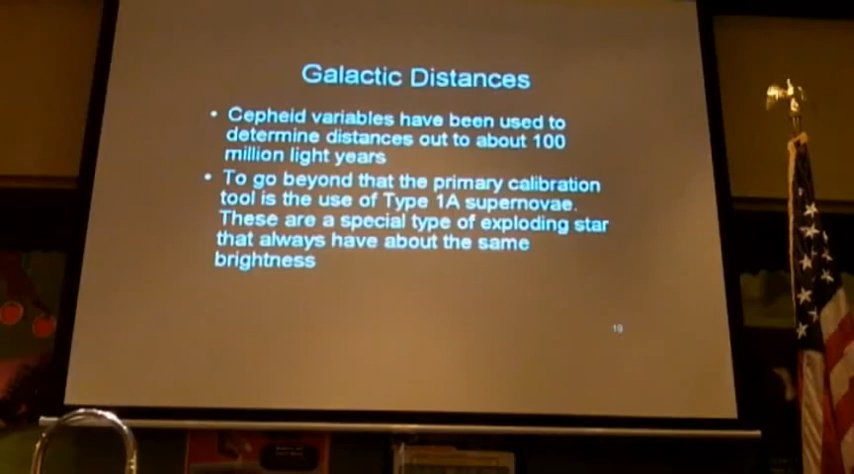 Galactic Distances
• Cepheid variables have been used to
determine distances out to about 100
million light years
• To go beyond that the primary calibration
tool is the use of Type 1A supernovae.
These are a special type of exploding star
that always have about the same
brightness
19